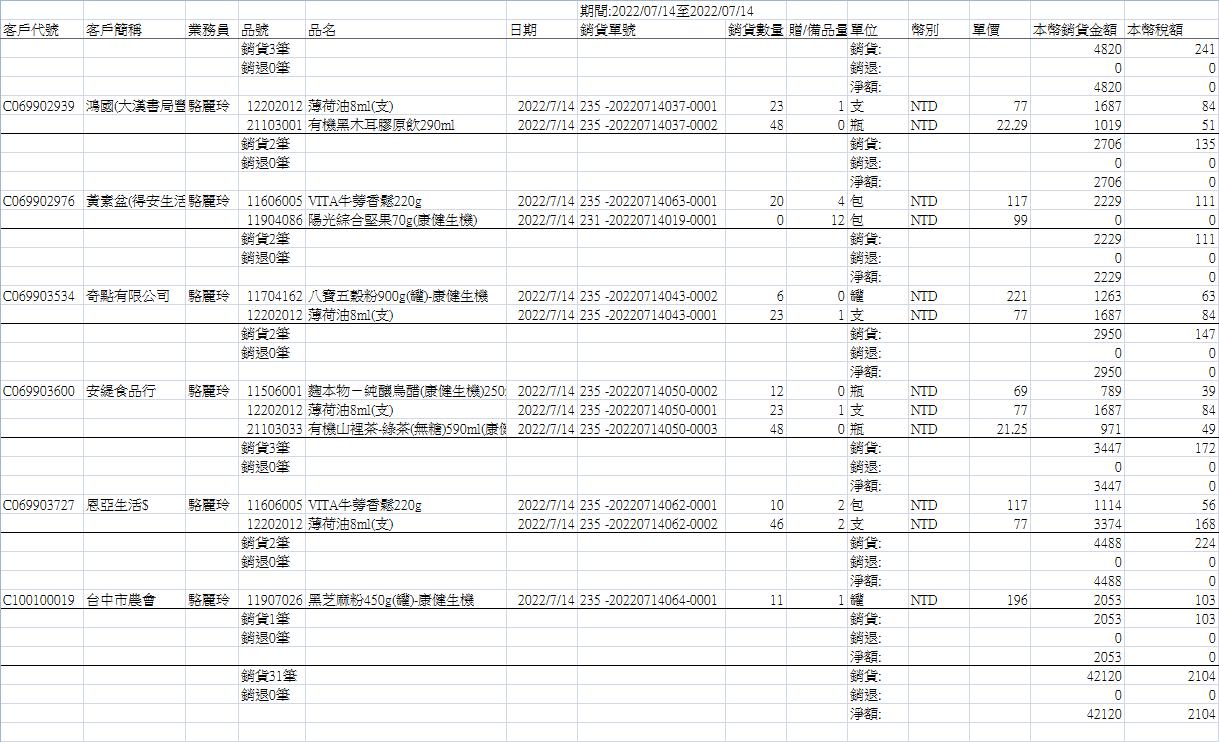 期間:2022/07/14至2022/07/14
客戶代號 客戶簡稱 業務員 品號 品名 日期 銷貨單號 銷貨數量 贈/備品量 單位 幣別 單價 本幣銷貨金額 本幣稅額
銷貨3筆 銷貨: 4820 241
銷退0筆 銷退: 0 0
淨額: 4820 0
C069902939 鴻國(大漢書局豐 駱麗玲 12202012 薄荷油8ml(支) 2022/7/14 235 -20220714037-0001 23 1 支 NTD 77 1687 84
21103001 有機黑木耳膠原飲290ml 2022/7/14 235 -20220714037-0002 48 0 瓶 NTD 22.29 1019 51
銷貨2筆 銷貨: 2706 135
銷退0筆 銷退: 0 0
淨額: 2706 0
C069902976 黃素盆(得安生活 駱麗玲 11606005 VITA牛蒡香鬆220g 2022/7/14 235 -20220714063-0001 20 4 包 NTD 117 2229 111
11904086 陽光綜合堅果70g(康健生機) 2022/7/14 231 -20220714019-0001 0 12 包 NTD 99 0 0
銷貨2筆 銷貨: 2229 111
銷退0筆 銷退: 0 0
淨額: 2229 0
C069903534 奇點有限公司 駱麗玲 11704162 八寶五穀粉900g(罐)-康健生機 2022/7/14 235 -20220714043-0002 6 0 罐 NTD 221 1263 63
12202012 薄荷油8ml(支) 2022/7/14 235 -20220714043-0001 23 1 支 NTD 77 1687 84
銷貨2筆 銷貨: 2950 147
銷退0筆 銷退: 0 0
淨額: 2950 0
C069903600 安緹食品行 駱麗玲 11506001 麴本物－純釀烏醋(康健生機)250 2022/7/14 235 -20220714050-0002 12 0 瓶 NTD 69 789 39
12202012 薄荷油8ml(支) 2022/7/14 235 -20220714050-0001 23 1 支 NTD 77 1687 84
21103033 有機山裡茶-綠茶(無糖)590ml(康健 2022/7/14 235 -20220714050-0003 48 0 瓶 NTD 21.25 971 49
銷貨3筆 銷貨: 3447 172
銷退0筆 銷退: 0 0
淨額: 3447 0
C069903727 恩亞生活$ 駱麗玲 11606005 VITA牛蒡香鬆220g 2022/7/14 235 -20220714062-0001 10 2 包 NTD 117 1114 56
12202012 薄荷油8ml(支) 2022/7/14 235 -20220714062-0002 46 2 支 NTD 77 3374 168
銷貨2筆 銷貨: 4488 224
銷退0筆 銷退: 0 0
淨額: 4488 0
C100100019 台中市農會 駱麗玲 11907026 黑芝麻粉450g(罐)-康健生機 2022/7/14 235 -20220714064-0001 11 1 罐 NTD 196 2053 103
銷貨1筆 銷貨: 2053 103
銷退0筆 銷退: 0 0
淨額: 2053 0
銷貨31筆 銷貨: 42120 2104
銷退0筆 銷退: 0 0
淨額: 42120 2104